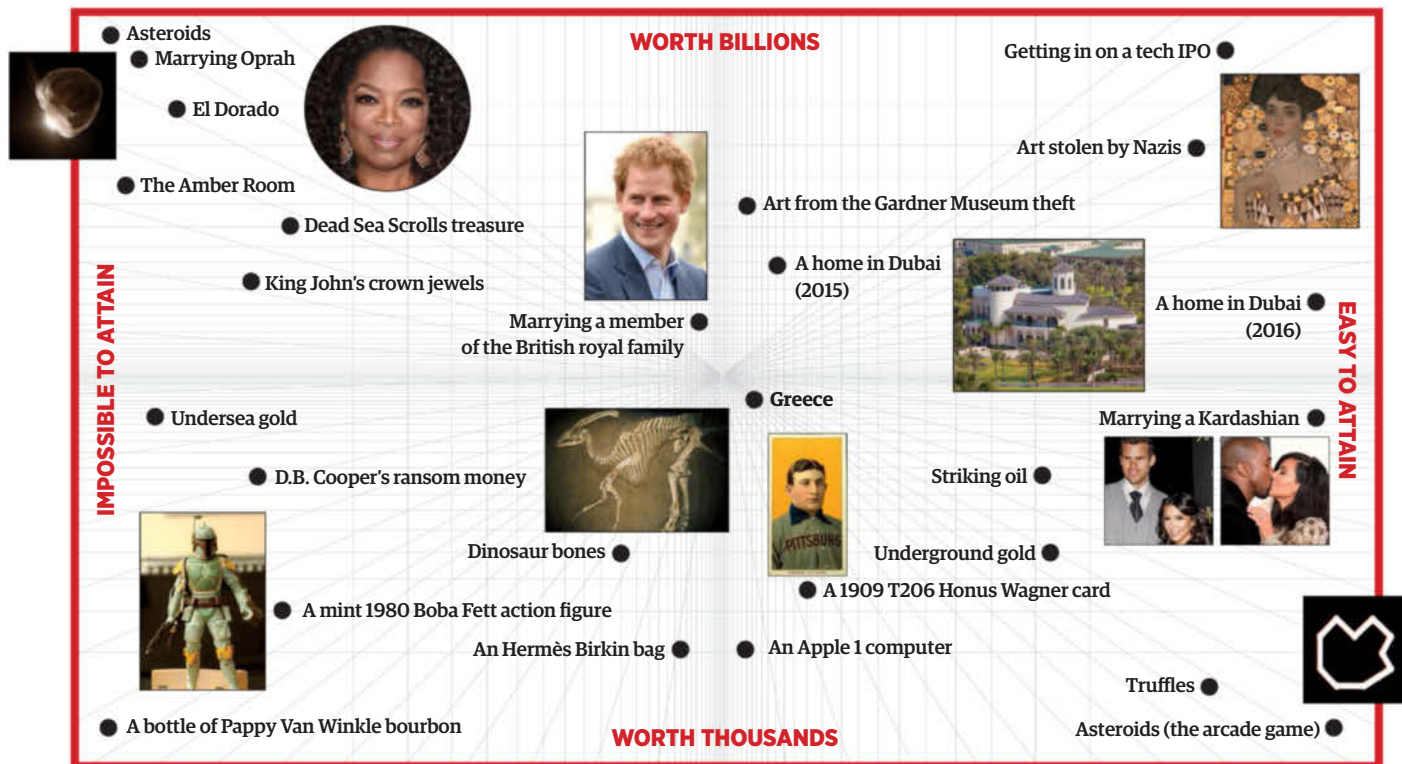 Asteroids
WORTH BILLIONS
Getting in on a tech IPO
Marrying Oprah
El Dorado
Art stolen by Nazis
The Amber Room
Art from the Gardner Museum theft
Dead Sea Scrolls treasure
A home in Dubai
(2015)
King John's crown jewels
A home in Dubai
(2016)
Marrying a member
of the British royal family
IMPOSSIBLE TO ATTAIN
EASY TO ATTAIN
Greece
Undersea gold
Marrying a Kardashian
D.B. Cooper's ransom money
Striking oil
PITTSBURG
Dinosaur bones
Underground gold
A 1909 T206 Honus Wagner card
A mint 1980 Boba Fett action figure
An Hermès Birkin bag
An Apple 1 computer
Truffles
A bottle of Pappy Van Winkle bourbon
Asteroids (the arcade game)
WORTH THOUSANDS